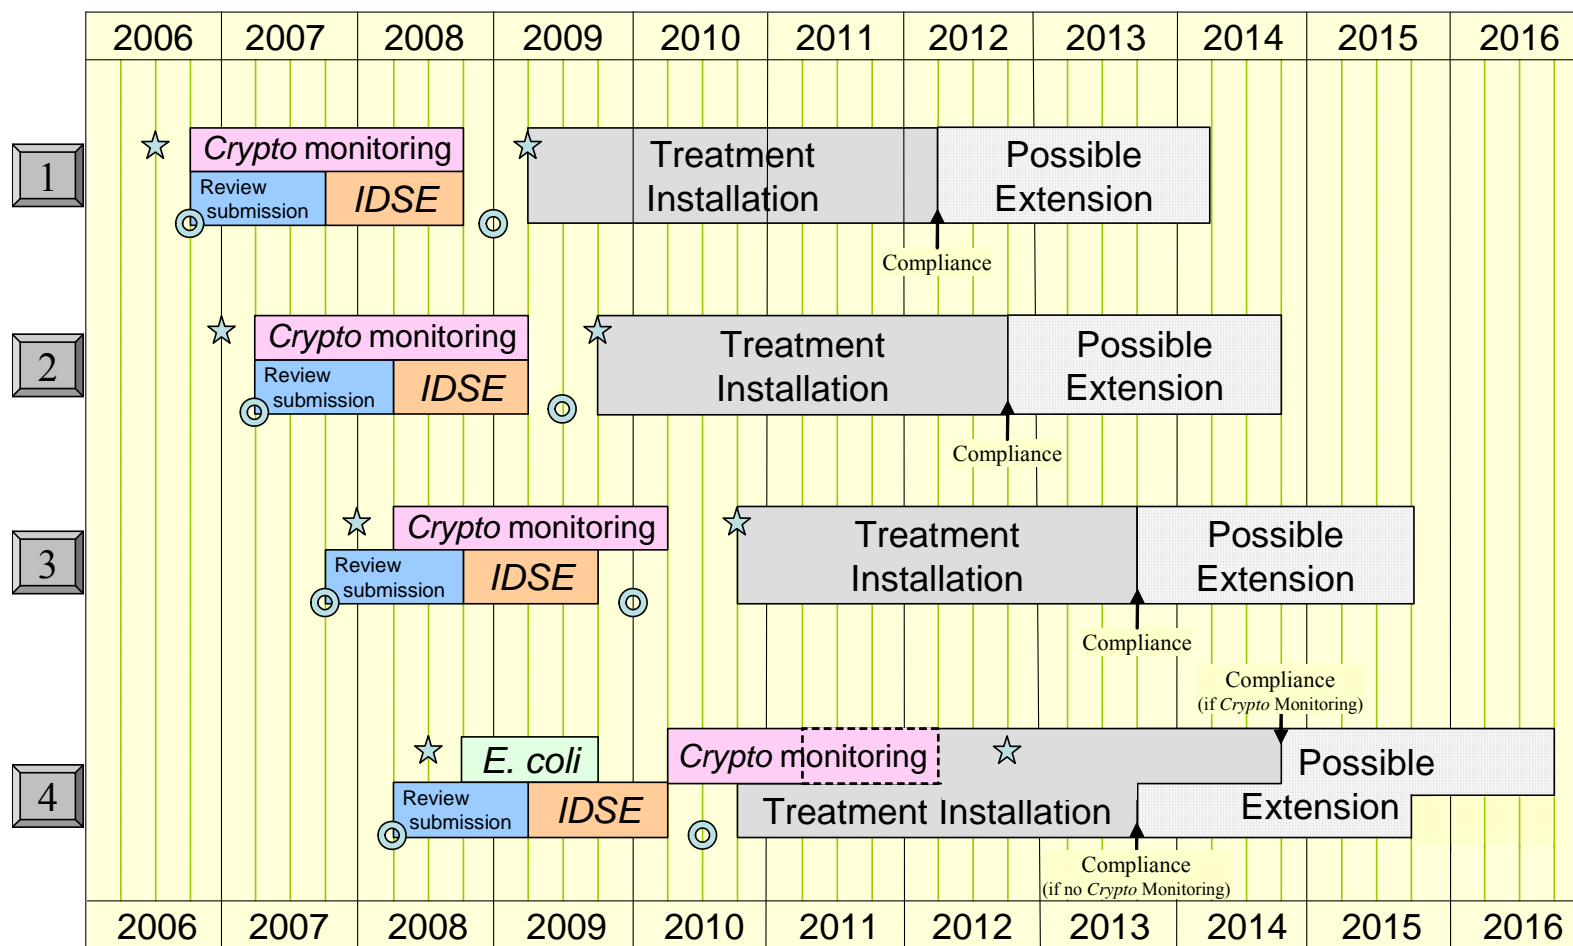 2006 2007 2008 2009 2010 2011 2012 2013 2014 2015 2016
1
Crypto monitoring
Review
submission
IDSE
Treatment
Installation
Possible
Extension
Compliance
2
Crypto monitoring
Review
submission
IDSE
Treatment
Installation
Possible
Extension
Compliance
3
Crypto monitoring
Review
submission
IDSE
Treatment
Installation
Possible
Extension
Compliance
4
E. coli
Review
submission
IDSE
Crypto monitoring
Treatment Installation
Compliance
(if Crypto Monitoring)
Possible
Extension
Compliance
(if no Crypto Monitoring)
2006 2007 2008 2009 2010 2011 2012 2013 2014 2015 2016